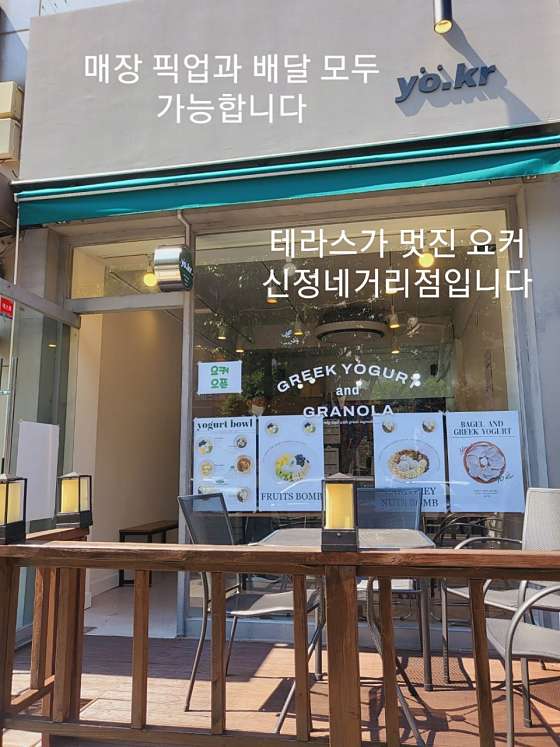 매장 픽업과 배달 모두
가능합니다
yo.kr
테라스가 멋진 요커
신정네거리점입니다
요커
오픈
GREEK YOGURT
and
GRANOLA
yogurt bowl
FRUITS BOMB
NUTS BOMB
BAGEL AND
GREEK YOGURT